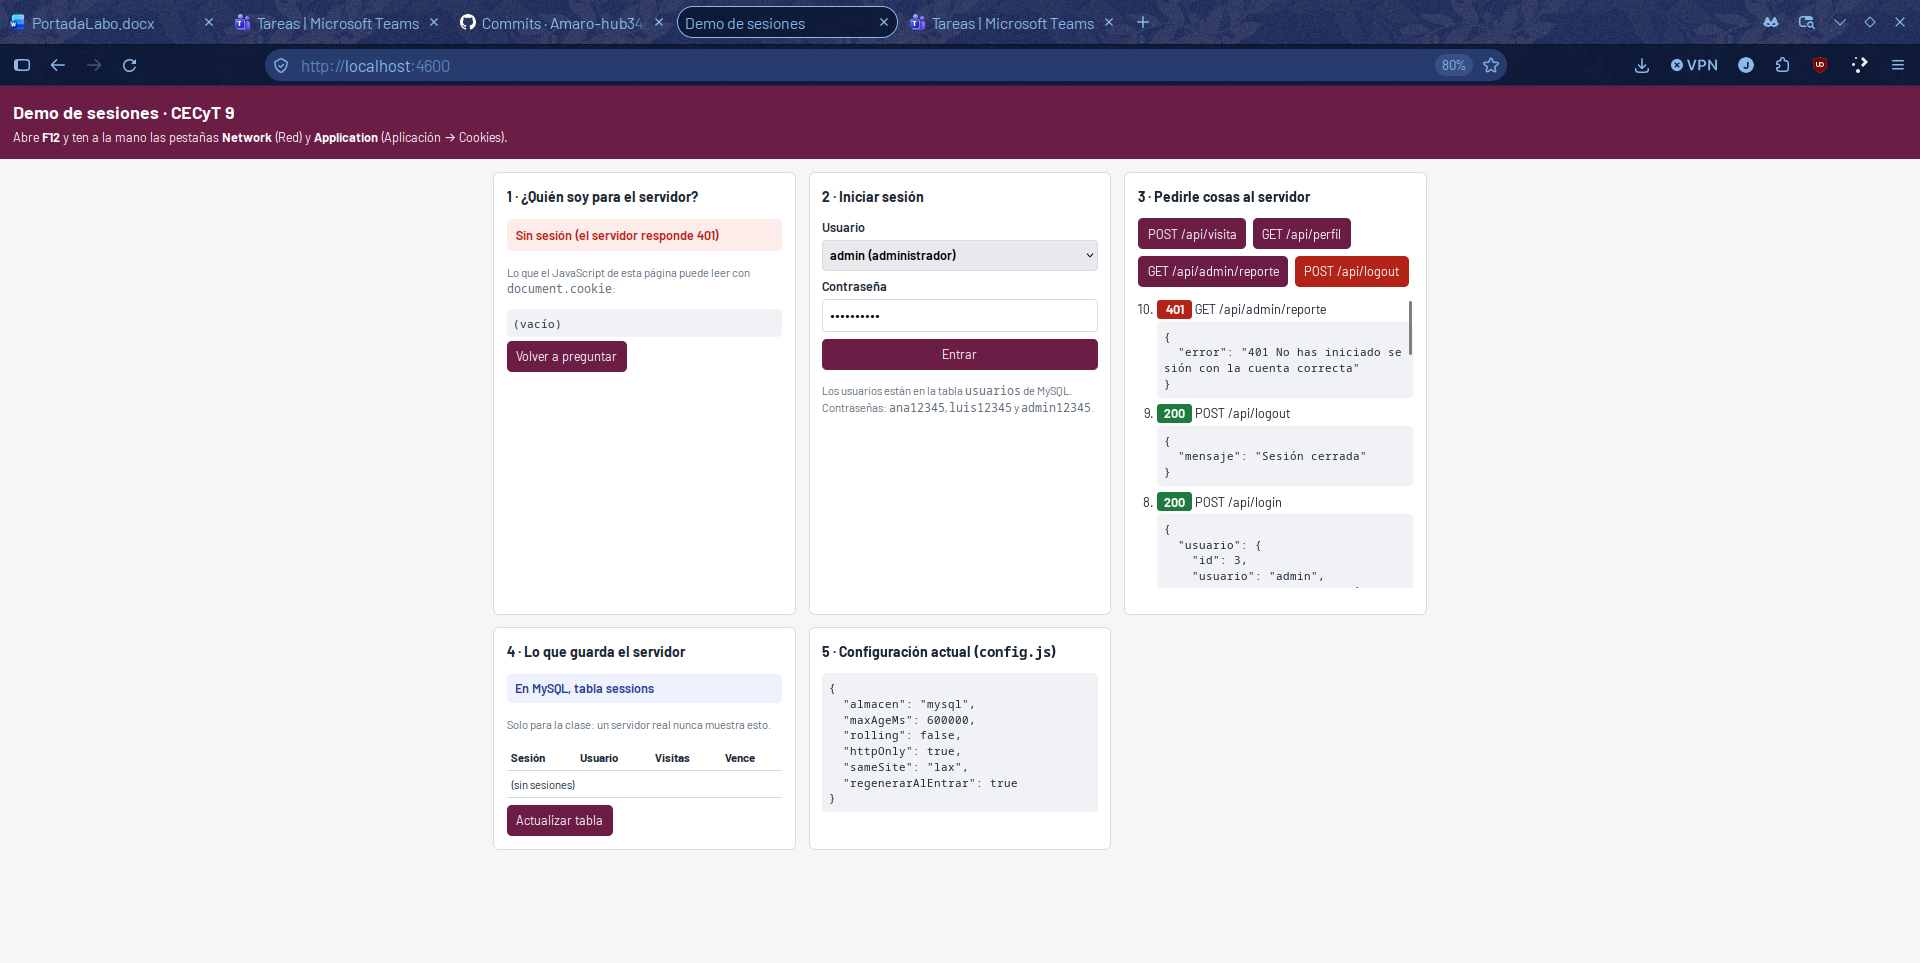 PortadaLabo.docx
Tareas | Microsoft Teams
Commits · Amaro-hub34
Demo de sesiones
Tareas | Microsoft Teams
http://localhost:4600
80%
VPN
J
Demo de sesiones · CECyT 9
Abre F12 y ten a la mano las pestañas Network (Red) y Application (Aplicación → Cookies).
1 · ¿Quién soy para el servidor?
Sin sesión (el servidor responde 401)
Lo que el JavaScript de esta página puede leer con
document.cookie:
(vacío)
Volver a preguntar
2 · Iniciar sesión
Usuario
admin (administrador)
Contraseña
••••••••••
Entrar
Los usuarios están en la tabla usuarios de MySQL.
Contraseñas: ana12345, luis12345 y admin12345.
3 · Pedirle cosas al servidor
POST /api/visita
GET /api/perfil
GET /api/admin/reporte
POST /api/logout
10. 401 GET /api/admin/reporte
{
"error": "401 No has iniciado se
sión con la cuenta correcta"
}
9. 200 POST /api/logout
{
"mensaje": "Sesión cerrada"
}
8. 200 POST /api/login
{
"usuario": {
"id": 3,
"usuario": "admin",
4 · Lo que guarda el servidor
En MySQL, tabla sessions
Solo para la clase: un servidor real nunca muestra esto.
Sesión Usuario Visitas Vence
(sin sesiones)
Actualizar tabla
5 · Configuración actual (config.js)
{
"almacen": "mysql",
"maxAgeMs": 600000,
"rolling": false,
"httpOnly": true,
"sameSite": "lax",
"regenerarAlEntrar": true
}